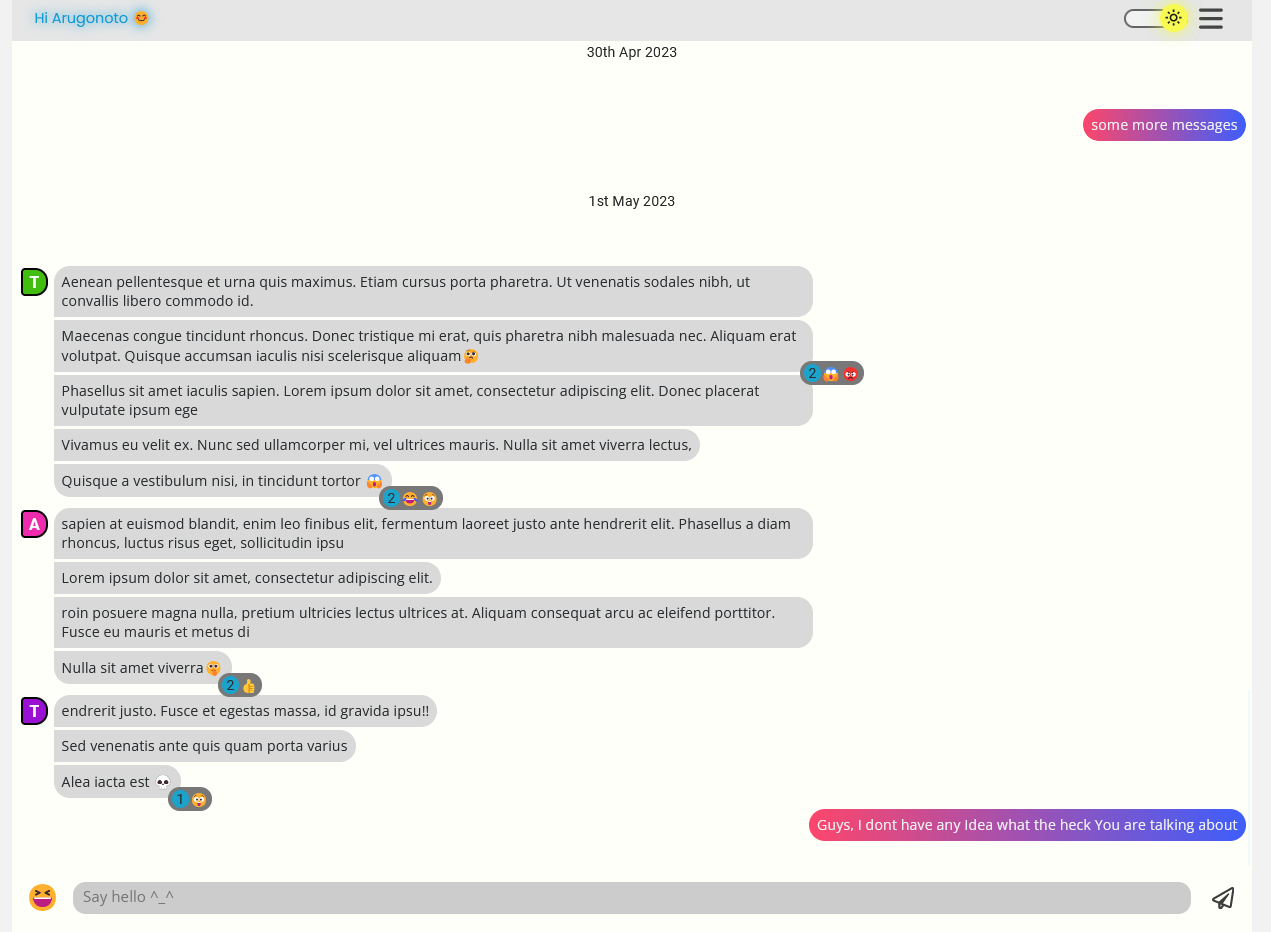 Hi Arugonoto 😊
30th Apr 2023
some more messages
1st May 2023
T
Aenean pellentesque et urna quis maximus. Etiam cursus porta pharetra. Ut venenatis sodales nibh, ut
convallis libero commodo id.
Maecenas congue tincidunt rhoncus. Donec tristique mi erat, quis pharetra nibh malesuada nec. Aliquam erat
volutpat. Quisque accumsan iaculis nisi scelerisque aliquam🤔
2 😱 😡
Phasellus sit amet iaculis sapien. Lorem ipsum dolor sit amet, consectetur adipiscing elit. Donec placerat
vulputate ipsum ege
Vivamus eu velit ex. Nunc sed ullamcorper mi, vel ultrices mauris. Nulla sit amet viverra lectus,
Quisque a vestibulum nisi, in tincidunt tortor 😱
2 😂 😳
A
sapien at euismod blandit, enim leo finibus elit, fermentum laoreet justo ante hendrerit elit. Phasellus a diam
rhoncus, luctus risus eget, sollicitudin ipsu
Lorem ipsum dolor sit amet, consectetur adipiscing elit.
roin posuere magna nulla, pretium ultricies lectus ultrices at. Aliquam consequat arcu ac eleifend porttitor.
Fusce eu mauris et metus di
Nulla sit amet viverra🤫
2 👍
T
endrerit justo. Fusce et egestas massa, id gravida ipsu!!
Sed venenatis ante quis quam porta varius
Alea iacta est 💀
1 😳
Guys, I dont have any Idea what the heck You are talking about
Say hello ^_^